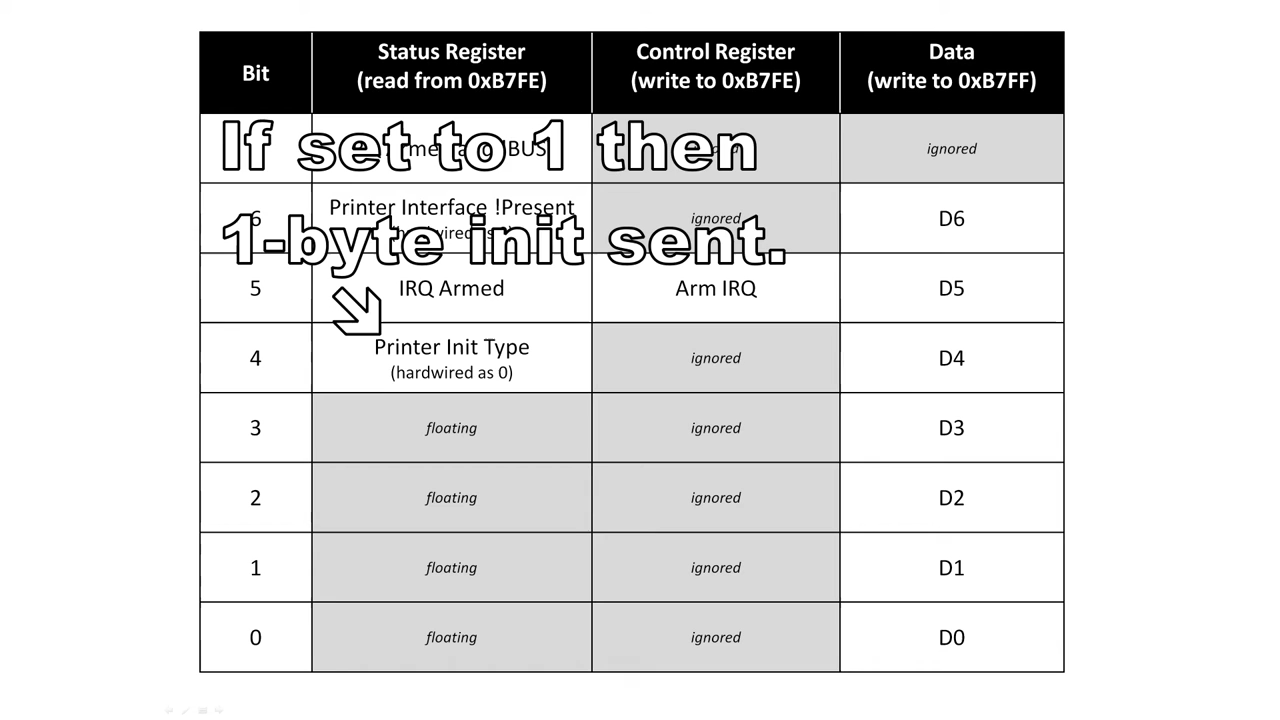 Bit
Status Register
(read from 0xB7FE)
Control Register
(write to 0xB7FE)
Data
(write to 0xB7FF)
If set to 1 then
1-byte init sent.
!BUS
ignored
6
Printer Interface !Present
ignored
D6
5
IRQ Armed
Arm IRQ
D5
4
Printer Init Type
(hardwired as 0)
ignored
D4
3
floating
ignored
D3
2
floating
ignored
D2
1
floating
ignored
D1
0
floating
ignored
D0